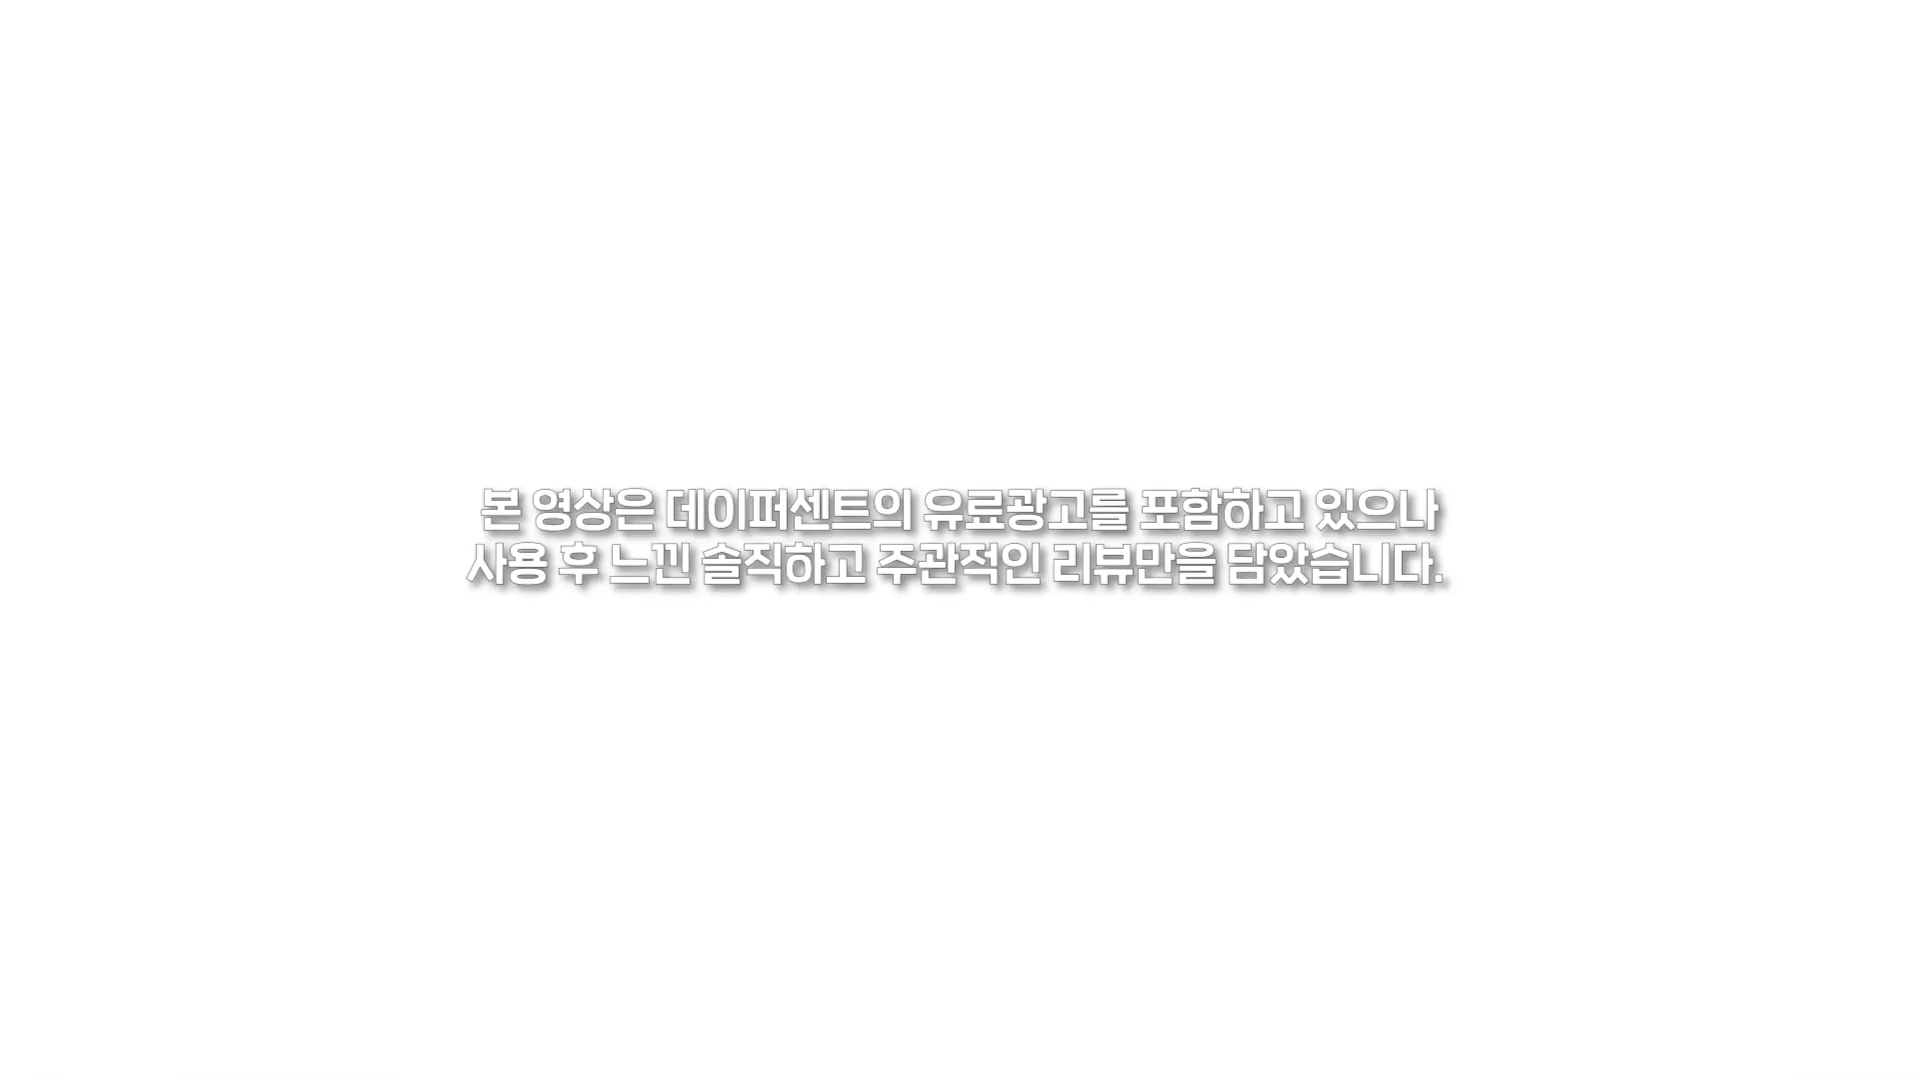 본 영상은 데이퍼센트의 유료광고를 포함하고 있으나
사용 후 느낀 솔직하고 주관적인 리뷰만을 담았습니다.